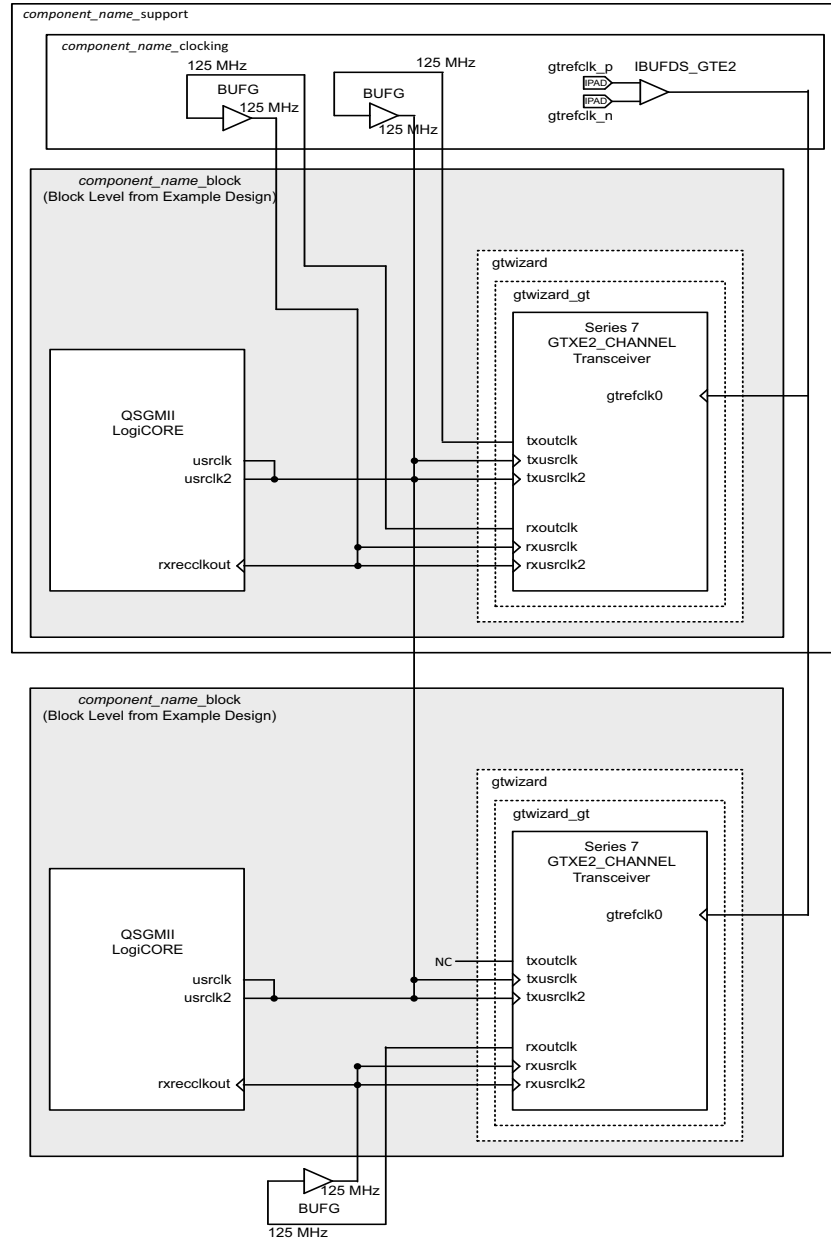 component_name_support
component_name_clocking
125 MHz
BUFG
125 MHz
125 MHz
BUFG
125 MHz
gtrefclk_p
IPAD
IPAD
gtrefclk_n
IBUFDS_GTE2
component_name_block
(Block Level from Example Design)
gtwizard
gtwizard_gt
Series 7
GTXE2_CHANNEL
Transceiver
gtrefclk0
QSGMII
LogiCORE
usrclk
usrclk2
rxrecclkout
txoutclk
txusrclk
txusrclk2
rxoutclk
rxusrclk
rxusrclk2
component_name_block
(Block Level from Example Design)
gtwizard
gtwizard_gt
Series 7
GTXE2_CHANNEL
Transceiver
gtrefclk0
QSGMII
LogiCORE
usrclk
usrclk2
rxrecclkout
NC
txoutclk
txusrclk
txusrclk2
rxoutclk
rxusrclk
rxusrclk2
125 MHz
BUFG
125 MHz